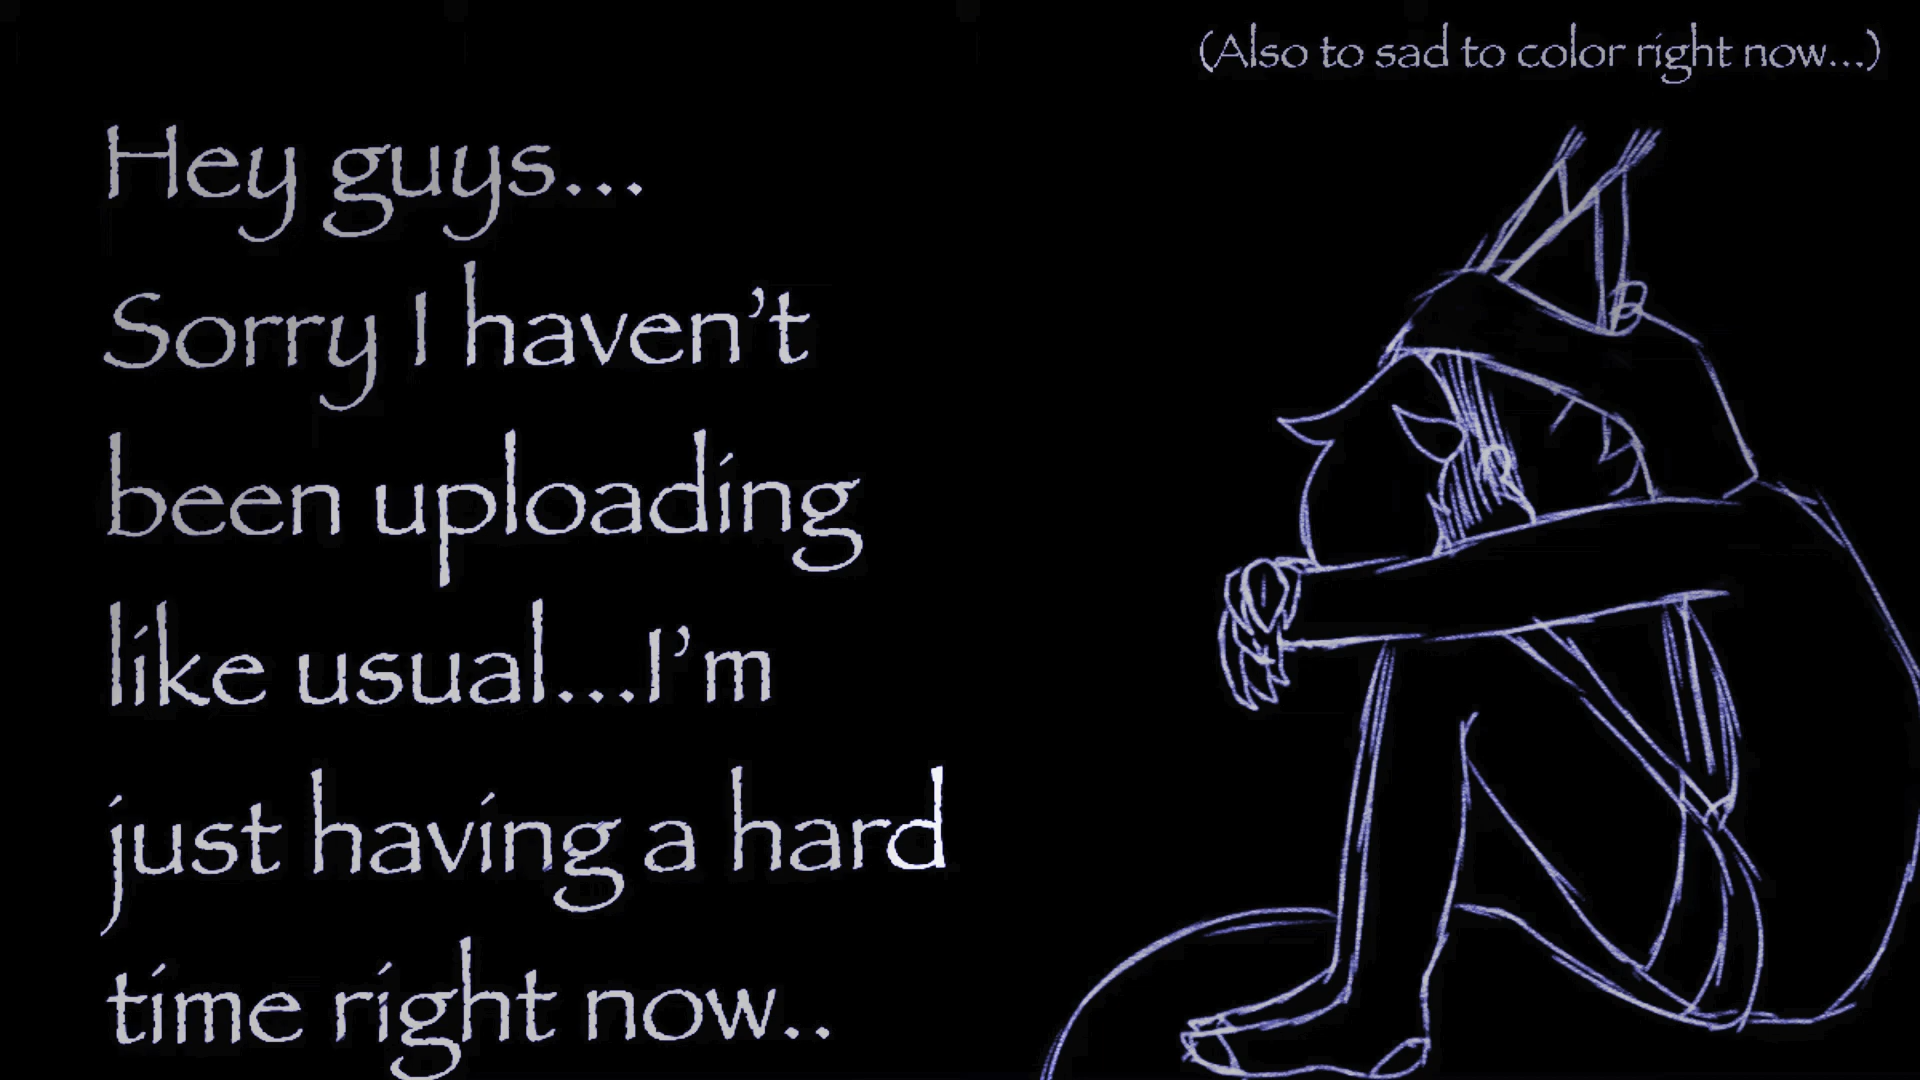 (Also to sad to color right now...)
Hey guys...
Sorry I haven't
been uploading
like usual...I'm
just having a hard
time right now..